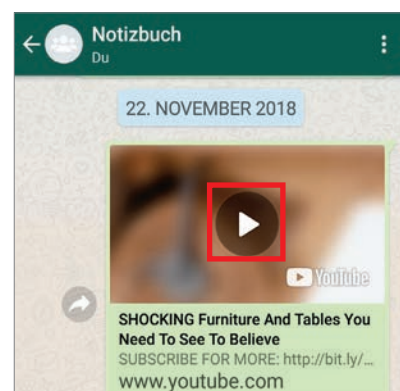 Notizbuch
Du
22. NOVEMBER 2018
YouTube
SHOCKING Furniture And Tables You
Need To See To Believe
SUBSCRIBE FOR MORE: http://bit.ly/...
www.youtube.com